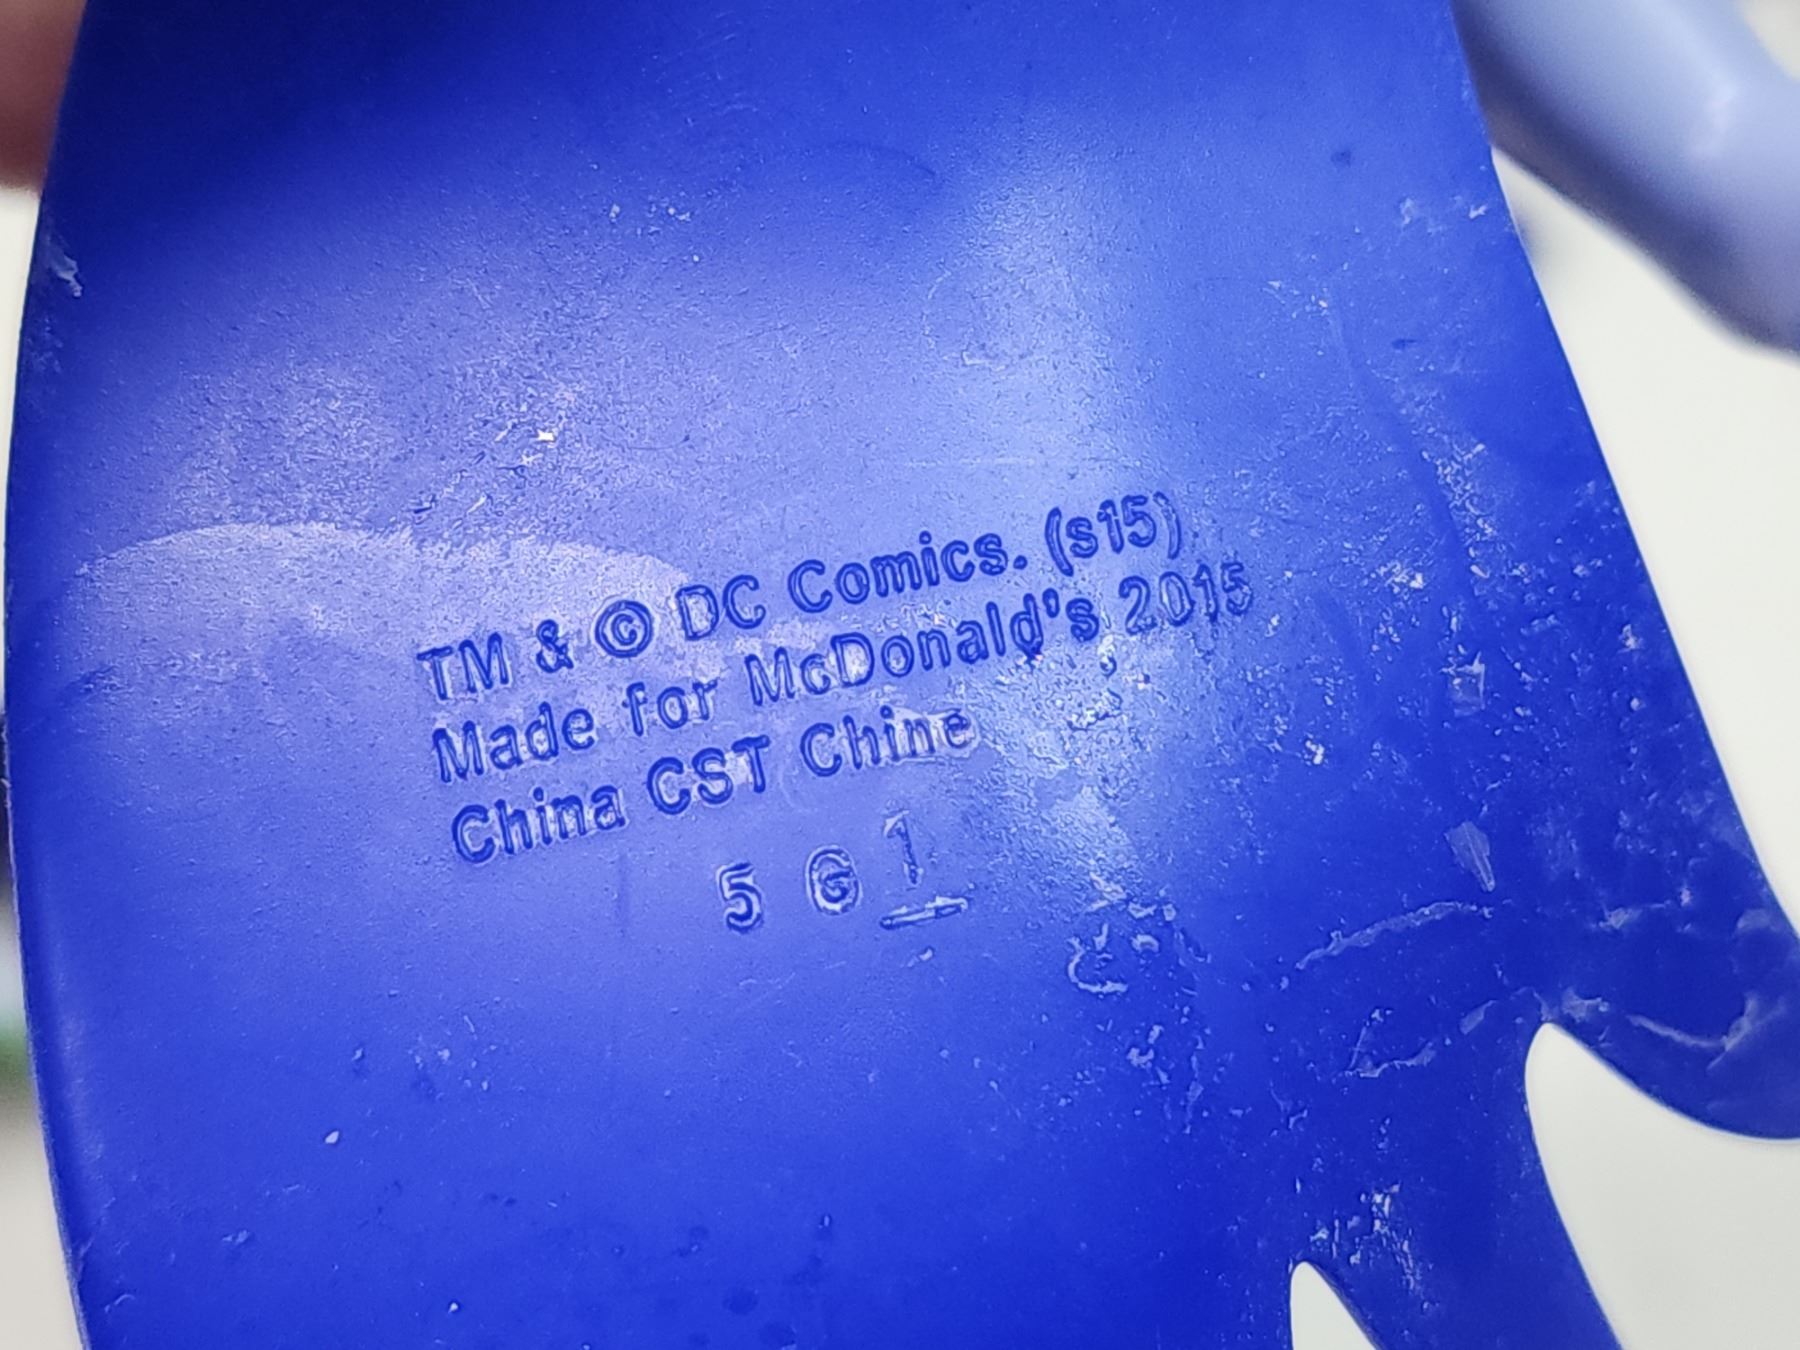 TM & © DC Comics. (s15)
Made for McDonald's 2015
China CST Chine
5 G 1